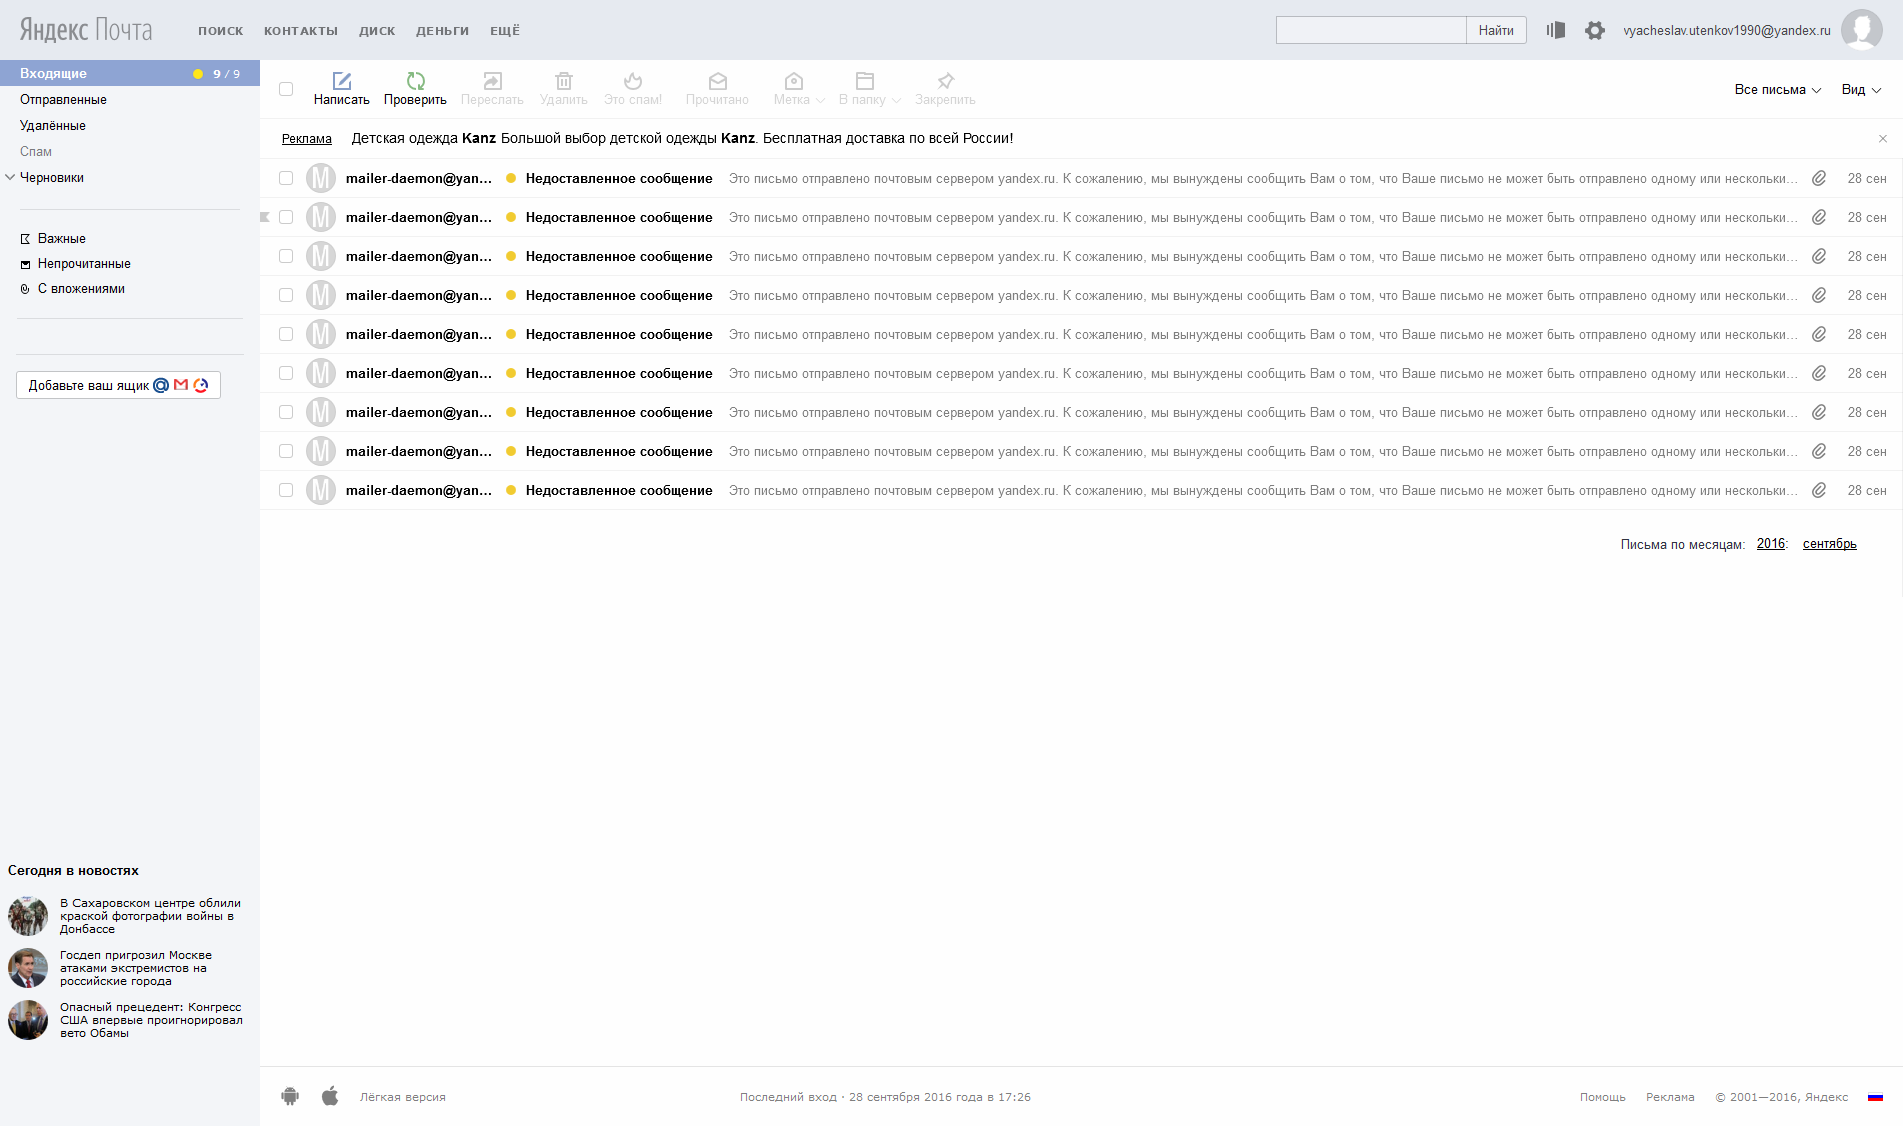 Яндекс Почта ПОИСК КОНТАКТЫ ДИСК ДЕНЬГИ ЕЩЁ Найти vyacheslav.utenkov1990@yandex.ru
Входящие 9 / 9
Отправленные
Удалённые
Спам
Черновики
Важные
Непрочитанные
С вложениями
Добавьте ваш ящик
Написать Проверить Переслать Удалить Это спам! Прочитано Метка В папку Закрепить Все письма Вид
Реклама Детская одежда Kanz Большой выбор детской одежды Kanz. Бесплатная доставка по всей России!
M mailer-daemon@yan... Недоставленное сообщение Это письмо отправлено почтовым сервером yandex.ru. К сожалению, мы вынуждены сообщить Вам о том, что Ваше письмо не может быть отправлено одному или нескольки... 28 сен
M mailer-daemon@yan... Недоставленное сообщение Это письмо отправлено почтовым сервером yandex.ru. К сожалению, мы вынуждены сообщить Вам о том, что Ваше письмо не может быть отправлено одному или нескольки... 28 сен
M mailer-daemon@yan... Недоставленное сообщение Это письмо отправлено почтовым сервером yandex.ru. К сожалению, мы вынуждены сообщить Вам о том, что Ваше письмо не может быть отправлено одному или нескольки... 28 сен
M mailer-daemon@yan... Недоставленное сообщение Это письмо отправлено почтовым сервером yandex.ru. К сожалению, мы вынуждены сообщить Вам о том, что Ваше письмо не может быть отправлено одному или нескольки... 28 сен
M mailer-daemon@yan... Недоставленное сообщение Это письмо отправлено почтовым сервером yandex.ru. К сожалению, мы вынуждены сообщить Вам о том, что Ваше письмо не может быть отправлено одному или нескольки... 28 сен
M mailer-daemon@yan... Недоставленное сообщение Это письмо отправлено почтовым сервером yandex.ru. К сожалению, мы вынуждены сообщить Вам о том, что Ваше письмо не может быть отправлено одному или нескольки... 28 сен
M mailer-daemon@yan... Недоставленное сообщение Это письмо отправлено почтовым сервером yandex.ru. К сожалению, мы вынуждены сообщить Вам о том, что Ваше письмо не может быть отправлено одному или нескольки... 28 сен
M mailer-daemon@yan... Недоставленное сообщение Это письмо отправлено почтовым сервером yandex.ru. К сожалению, мы вынуждены сообщить Вам о том, что Ваше письмо не может быть отправлено одному или нескольки... 28 сен
M mailer-daemon@yan... Недоставленное сообщение Это письмо отправлено почтовым сервером yandex.ru. К сожалению, мы вынуждены сообщить Вам о том, что Ваше письмо не может быть отправлено одному или нескольки... 28 сен
Письма по месяцам: 2016: сентябрь
Сегодня в новостях
В Сахаровском центре облили
краской фотографии войны в
Донбассе
Госдеп пригрозил Москве
атаками экстремистов на
российские города
Опасный прецедент: Конгресс
США впервые проигнорировал
вето Обамы
Лёгкая версия Последний вход · 28 сентября 2016 года в 17:26 Помощь Реклама © 2001—2016, Яндекс